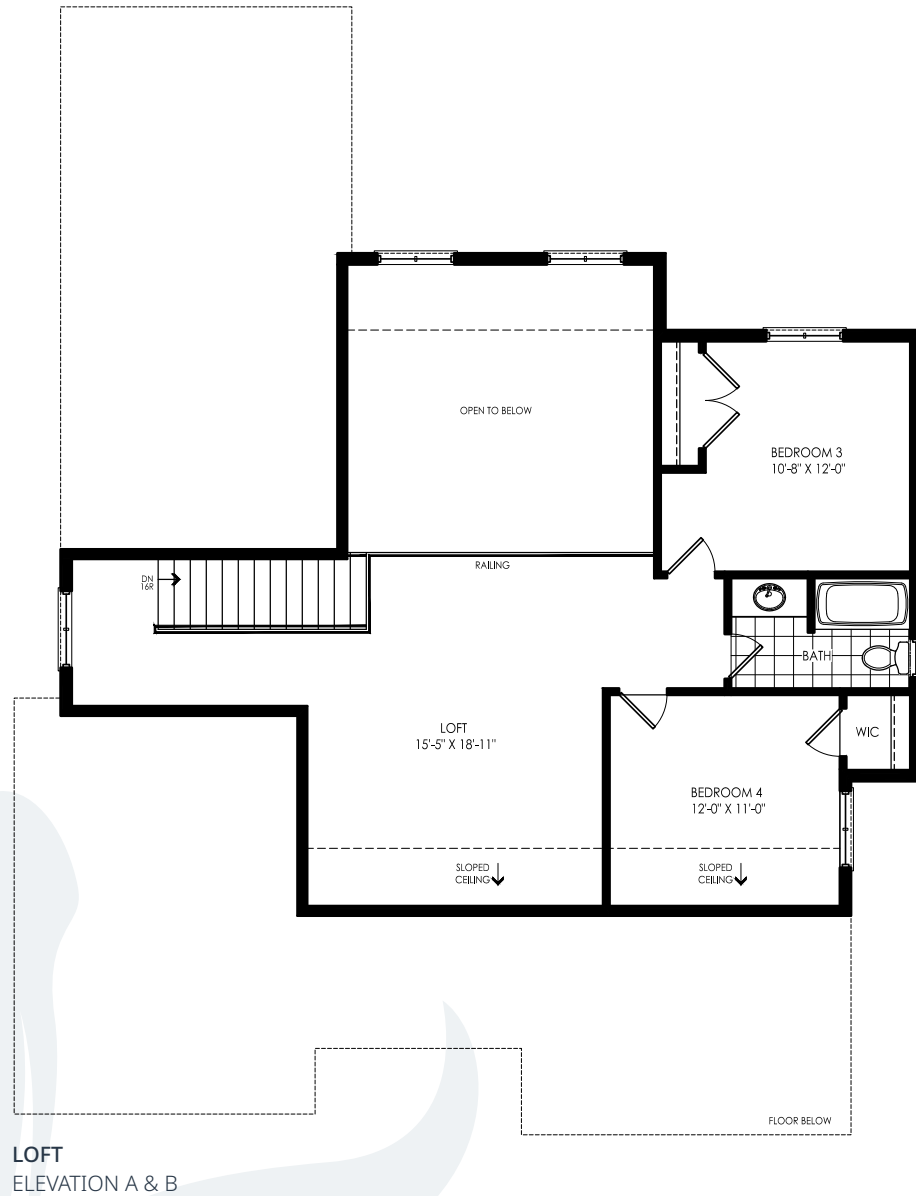 OPEN TO BELOW
BEDROOM 3
10'-8" X 12'-0"
RAILING
DN
16R
BATH
LOFT
15'-5" X 18'-11"
WIC
BEDROOM 4
12'-0" X 11'-0"
SLOPED
CEILING
SLOPED
CEILING
FLOOR BELOW
LOFT
ELEVATION A & B